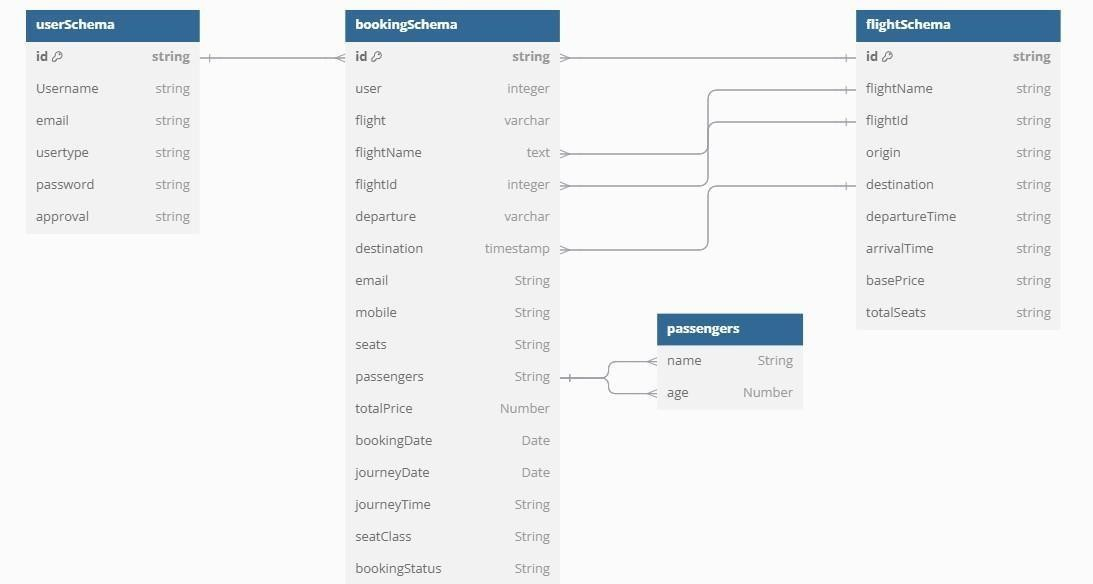 userSchema
id string
Username string
email string
usertype string
password string
approval string
bookingSchema
id string
user integer
flight varchar
flightName text
flightId integer
departure varchar
destination timestamp
email String
mobile String
seats String
passengers String
totalPrice Number
bookingDate Date
journeyDate Date
journeyTime String
seatClass String
bookingStatus String
passengers
name String
age Number
flightSchema
id string
flightName string
flightId string
origin string
destination string
departureTime string
arrivalTime string
basePrice string
totalSeats string